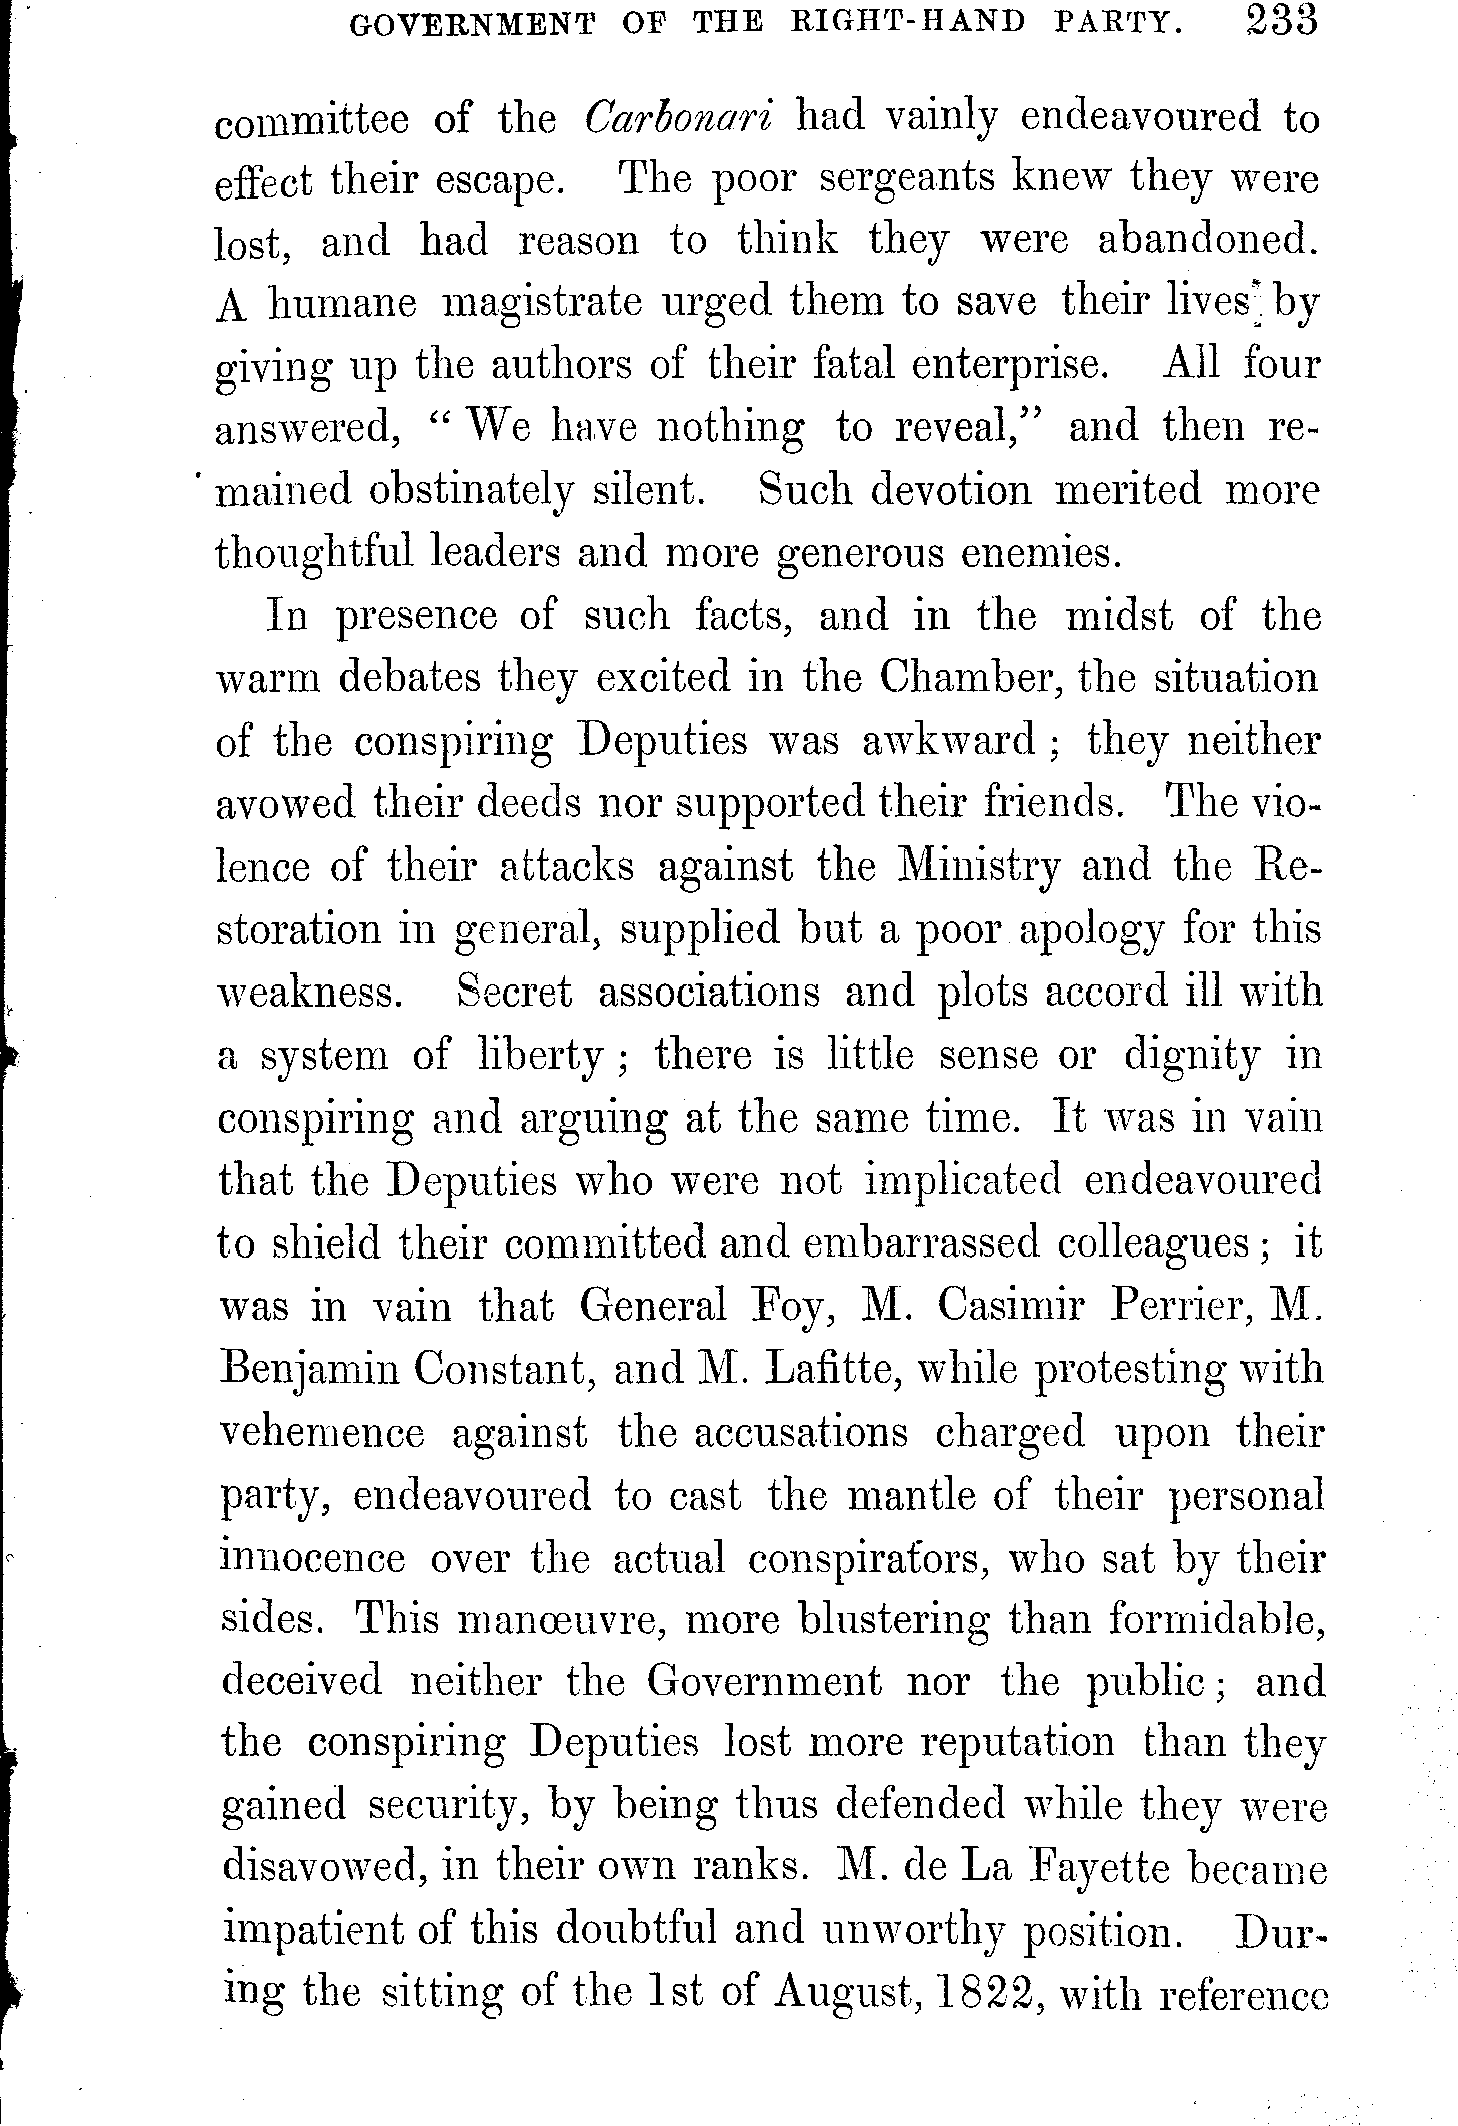 GOVERNMENT OF THE RIGHT-HAND PARTY. 233
committee of the Carbonari had vainly endeavoured to
effect their escape. The poor sergeants knew they were
lost, and had reason to think they were abandoned.
A humane magistrate urged them to save their lives by
giving up the authors of their fatal enterprise. All four
answered, “ We have nothing to reveal,” and then re-
mained obstinately silent. Such devotion merited more
thoughtful leaders and more generous enemies.
In presence of such facts, and in the midst of the
warm debates they excited in the Chamber, the situation
of the conspiring Deputies was awkward ; they neither
avowed their deeds nor supported their friends. The vio-
lence of their attacks against the Ministry and the Re-
storation in general, supplied but a poor apology for this
weakness. Secret associations and plots accord ill with
a system of liberty ; there is little sense or dignity in
conspiring and arguing at the same time. It was in vain
that the Deputies who were not implicated endeavoured
to shield their committed and embarrassed colleagues ; it
was in vain that General Foy, M. Casimir Perrier, M.
Benjamin Constant, and M. Lafitte, while protesting with
vehemence against the accusations charged upon their
party, endeavoured to cast the mantle of their personal
innocence over the actual conspirators, who sat by their
sides. This manœuvre, more blustering than formidable,
deceived neither the Government nor the public ; and
the conspiring Deputies lost more reputation than they
gained security, by being thus defended while they were
disavowed, in their own ranks. M. de La Fayette became
impatient of this doubtful and unworthy position. Dur-
ing the sitting of the 1st of August, 1822, with reference